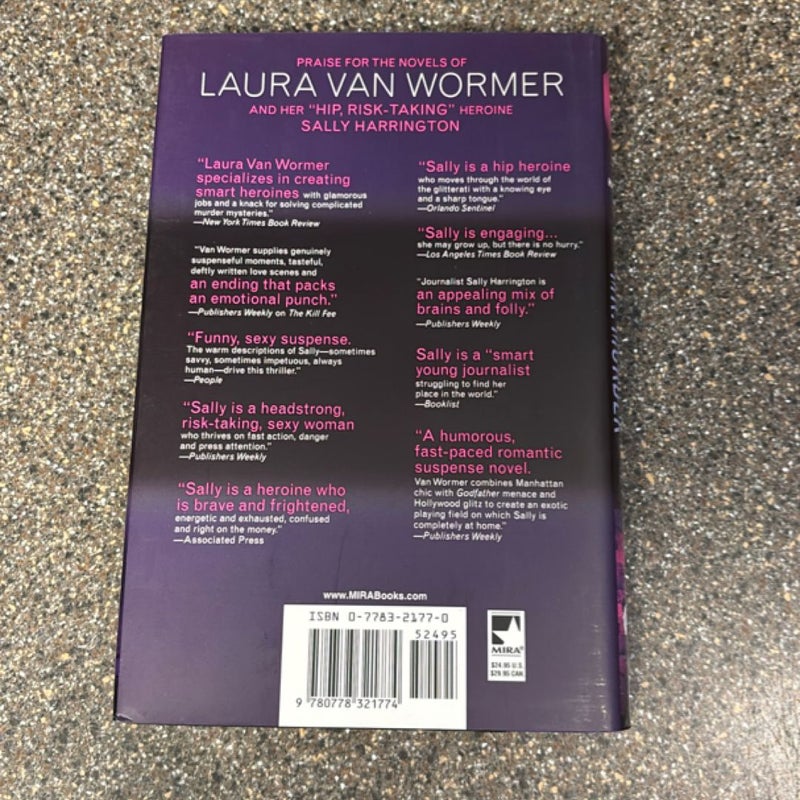 PRAISE FOR THE NOVELS OF
LAURA VAN WORMER
AND HER "HIP, RISK-TAKING" HEROINE
SALLY HARRINGTON
"Laura Van Wormer
specializes in creating
smart heroines with glamorous
jobs and a knack for solving complicated
murder mysteries."
—New York Times Book Review
"Van Wormer supplies genuinely
suspenseful moments, tasteful,
deftly written love scenes and
an ending that packs
an emotional punch."
—Publishers Weekly on The Kill Fee
"Funny, sexy suspense.
The warm descriptions of Sally—sometimes
savvy, sometimes impetuous, always
human—drive this thriller."
—People
"Sally is a headstrong,
risk-taking, sexy woman
who thrives on fast action, danger
and press attention."
—Publishers Weekly
"Sally is a heroine who
is brave and frightened,
energetic and exhausted, confused
and right on the money."
—Associated Press
"Sally is a hip heroine
who moves through the world of
the glitterati with a knowing eye
and a sharp tongue."
—Orlando Sentinel
"Sally is engaging...
she may grow up, but there is no hurry."
—Los Angeles Times Book Review
"Journalist Sally Harrington is
an appealing mix of
brains and folly."
—Publishers Weekly
Sally is a "smart
young journalist
struggling to find her
place in the world."
—Booklist
"A humorous,
fast-paced romantic
suspense novel.
Van Wormer combines Manhattan
chic with Godfather menace and
Hollywood glitz to create an exotic
playing field on which Sally is
completely at home."
—Publishers Weekly
www.MIRABooks.com
ISBN 0-7783-2177-0
52495
9 780778 321774
MIRA®
$24.95 U.S.
$29.95 CAN.